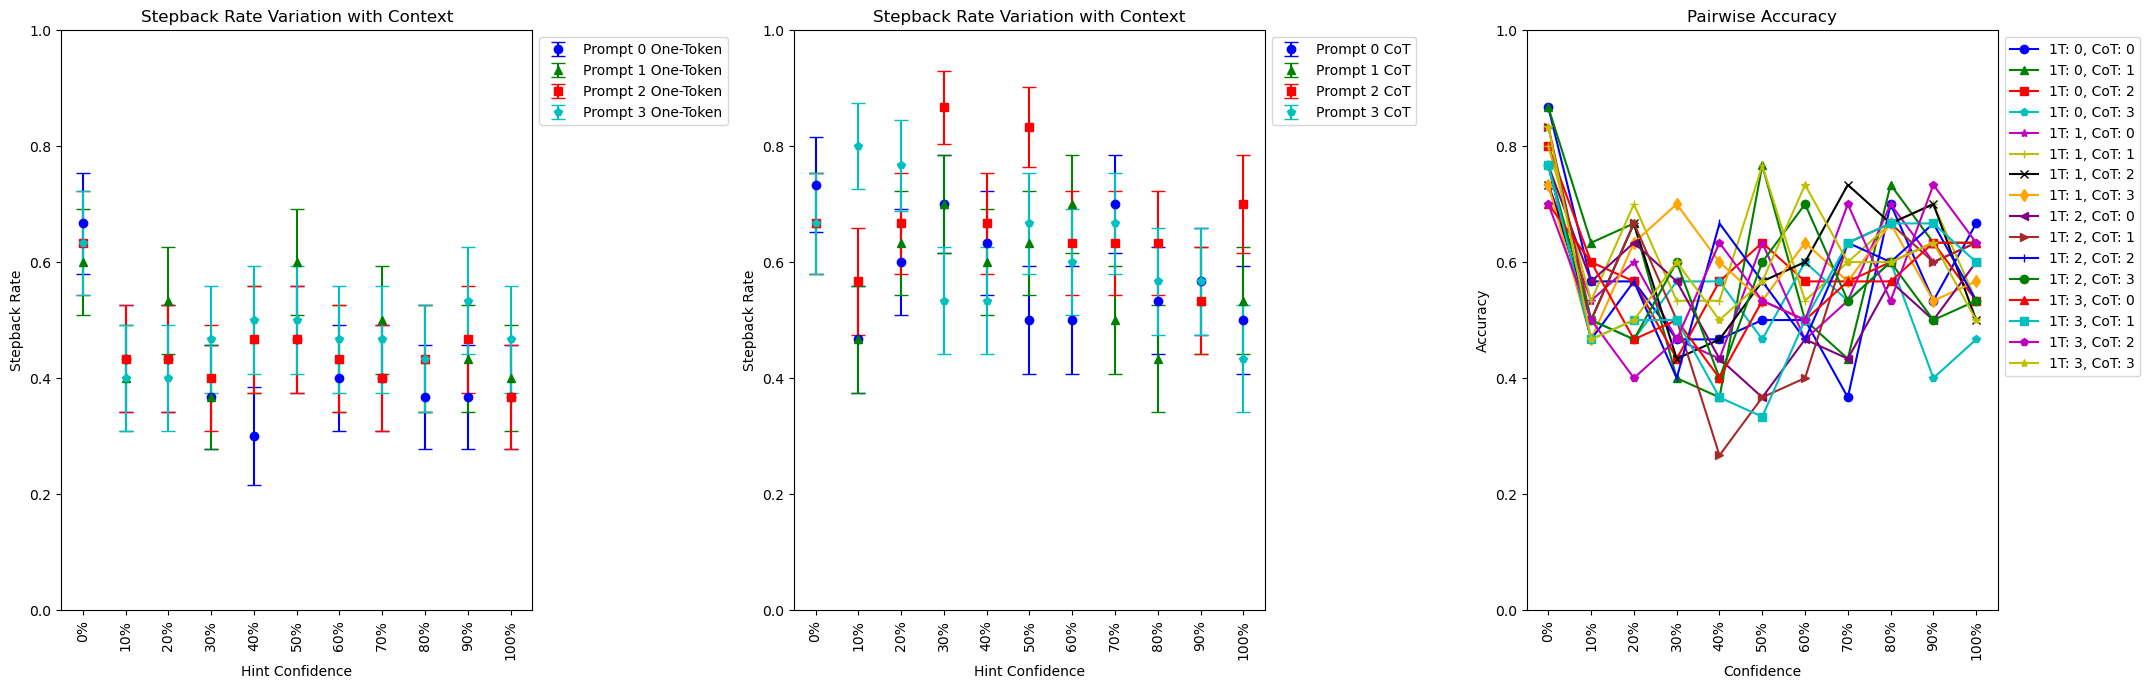 Stepback Rate Variation with Context
Stepback Rate
1.0
0.8
0.6
0.4
0.2
0.0
0%
10%
20%
30%
40%
50%
60%
70%
80%
90%
100%
Hint Confidence
Prompt 0 One-Token
Prompt 1 One-Token
Prompt 2 One-Token
Prompt 3 One-Token
Stepback Rate Variation with Context
Stepback Rate
1.0
0.8
0.6
0.4
0.2
0.0
0%
10%
20%
30%
40%
50%
60%
70%
80%
90%
100%
Hint Confidence
Prompt 0 CoT
Prompt 1 CoT
Prompt 2 CoT
Prompt 3 CoT
Pairwise Accuracy
Accuracy
1.0
0.8
0.6
0.4
0.2
0.0
0%
10%
20%
30%
40%
50%
60%
70%
80%
90%
100%
Confidence
1T: 0, CoT: 0
1T: 0, CoT: 1
1T: 0, CoT: 2
1T: 0, CoT: 3
1T: 1, CoT: 0
1T: 1, CoT: 1
1T: 1, CoT: 2
1T: 1, CoT: 3
1T: 2, CoT: 0
1T: 2, CoT: 1
1T: 2, CoT: 2
1T: 2, CoT: 3
1T: 3, CoT: 0
1T: 3, CoT: 1
1T: 3, CoT: 2
1T: 3, CoT: 3